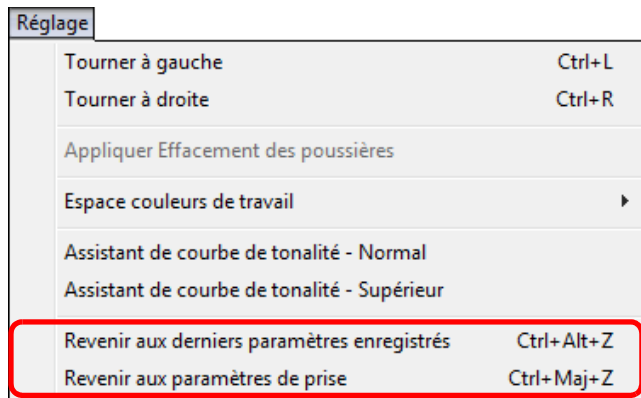 Réglage
Tourner à gauche Ctrl+L
Tourner à droite Ctrl+R
Appliquer Effacement des poussières
Espace couleurs de travail
Assistant de courbe de tonalité - Normal
Assistant de courbe de tonalité - Supérieur
Revenir aux derniers paramètres enregistrés Ctrl+Alt+Z
Revenir aux paramètres de prise Ctrl+Maj+Z